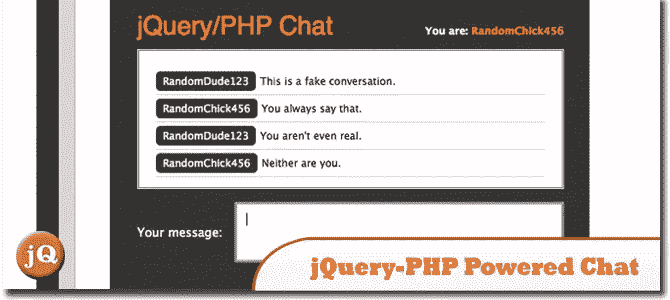 jQuery/PHP Chat
You are: RandomChick456
RandomDude123 This is a fake conversation.
RandomChick456 You always say that.
RandomDude123 You aren't even real.
RandomChick456 Neither are you.
Your message:
jQ
jQuery-PHP Powered Chat